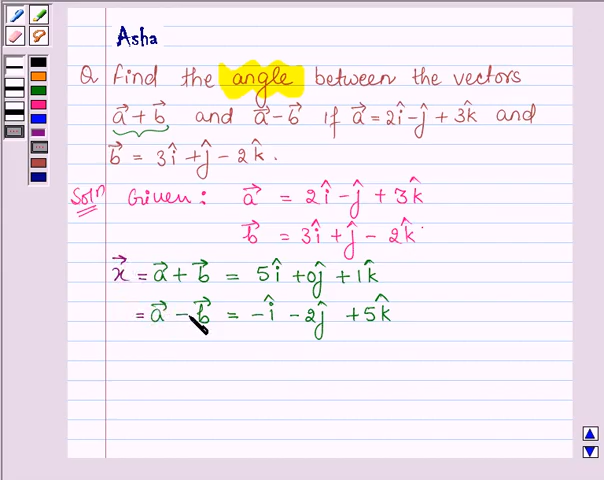 Asha
Q Find the angle between the vectors
a⃗ + b⃗ and a⃗ - b⃗ If a⃗ = 2î - ĵ + 3k̂ and
b⃗ = 3î + ĵ - 2k̂.
Soln Given: a⃗ = 2î - ĵ + 3k̂
b⃗ = 3î + ĵ - 2k̂.
x⃗ = a⃗ + b⃗ = 5î + 0ĵ + 1k̂
= a⃗ - b⃗ = -î - 2ĵ + 5k̂